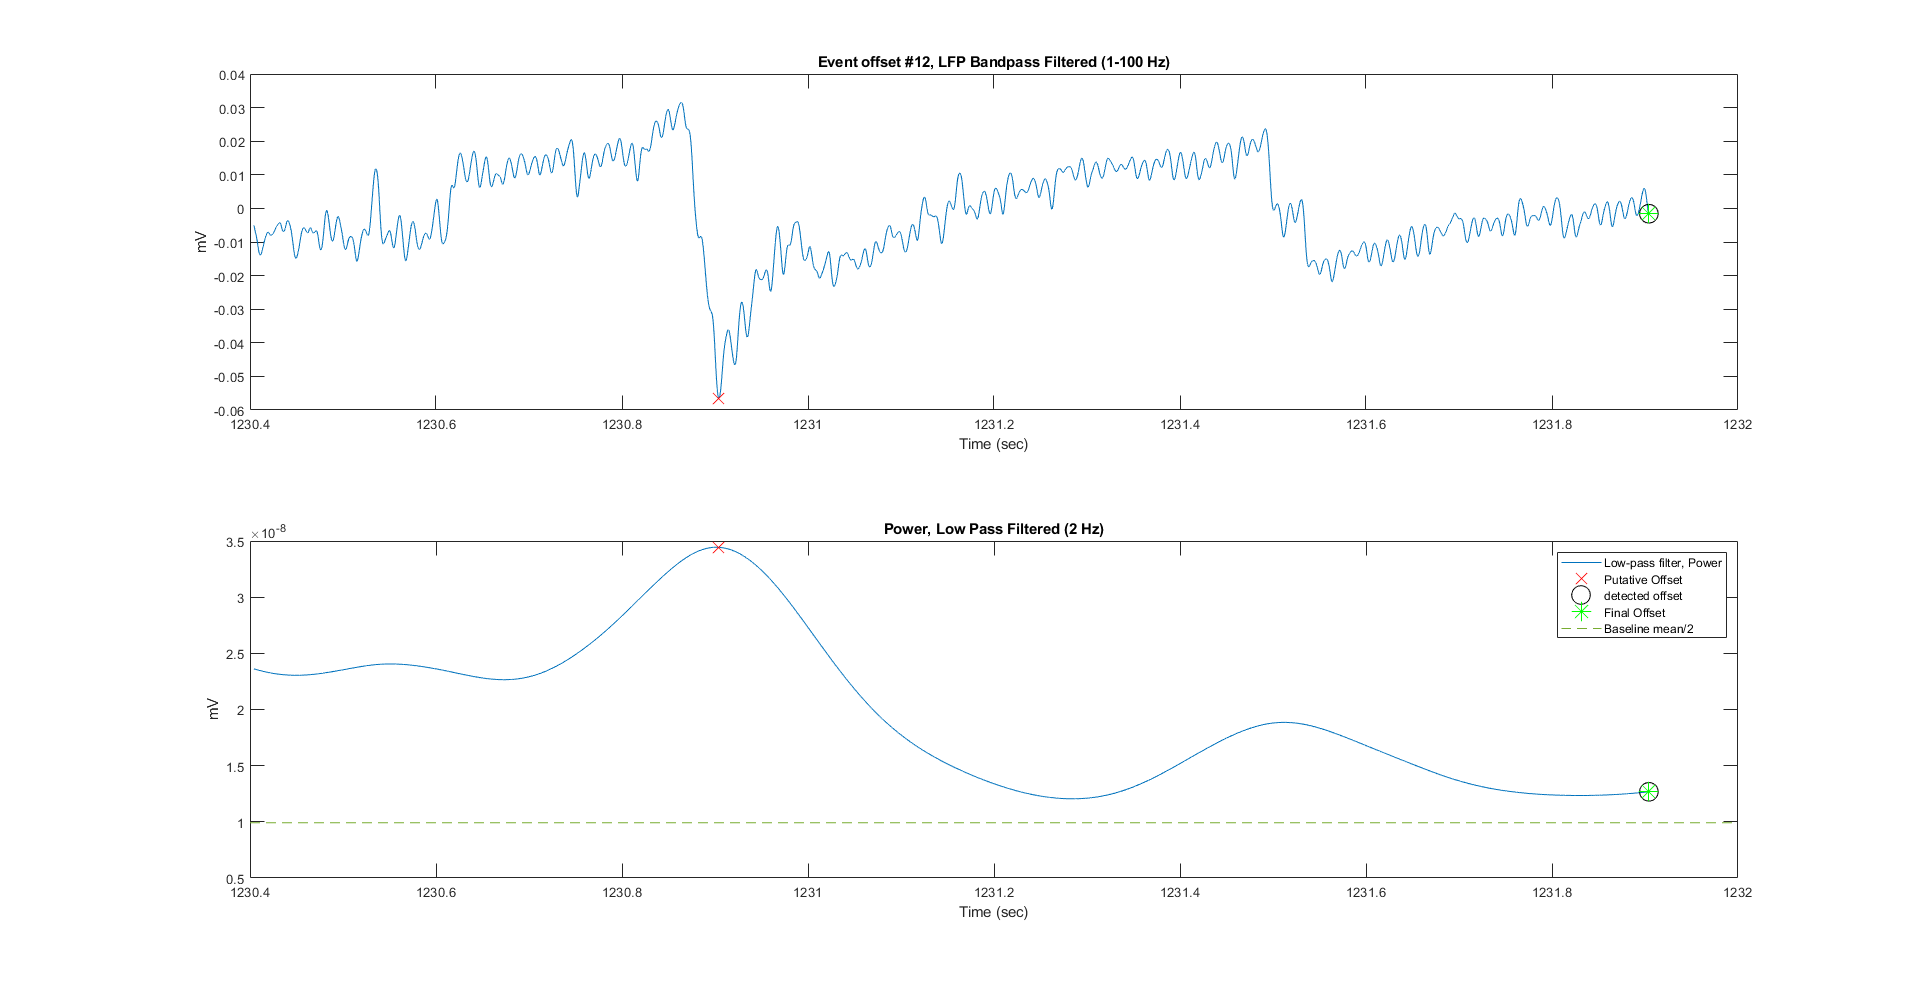 Event offset #12, LFP Bandpass Filtered (1-100 Hz)
0.04
0.03
0.02
0.01
0
-0.01
-0.02
-0.03
-0.04
-0.05
-0.06
mV
1230.4 1230.6 1230.8 1231 1231.2 1231.4 1231.6 1231.8 1232
Time (sec)
Power, Low Pass Filtered (2 Hz)
×10-8
3.5
3
2.5
2
1.5
1
0.5
mV
Low-pass filter, Power
Putative Offset
detected offset
Final Offset
Baseline mean/2
1230.4 1230.6 1230.8 1231 1231.2 1231.4 1231.6 1231.8 1232
Time (sec)